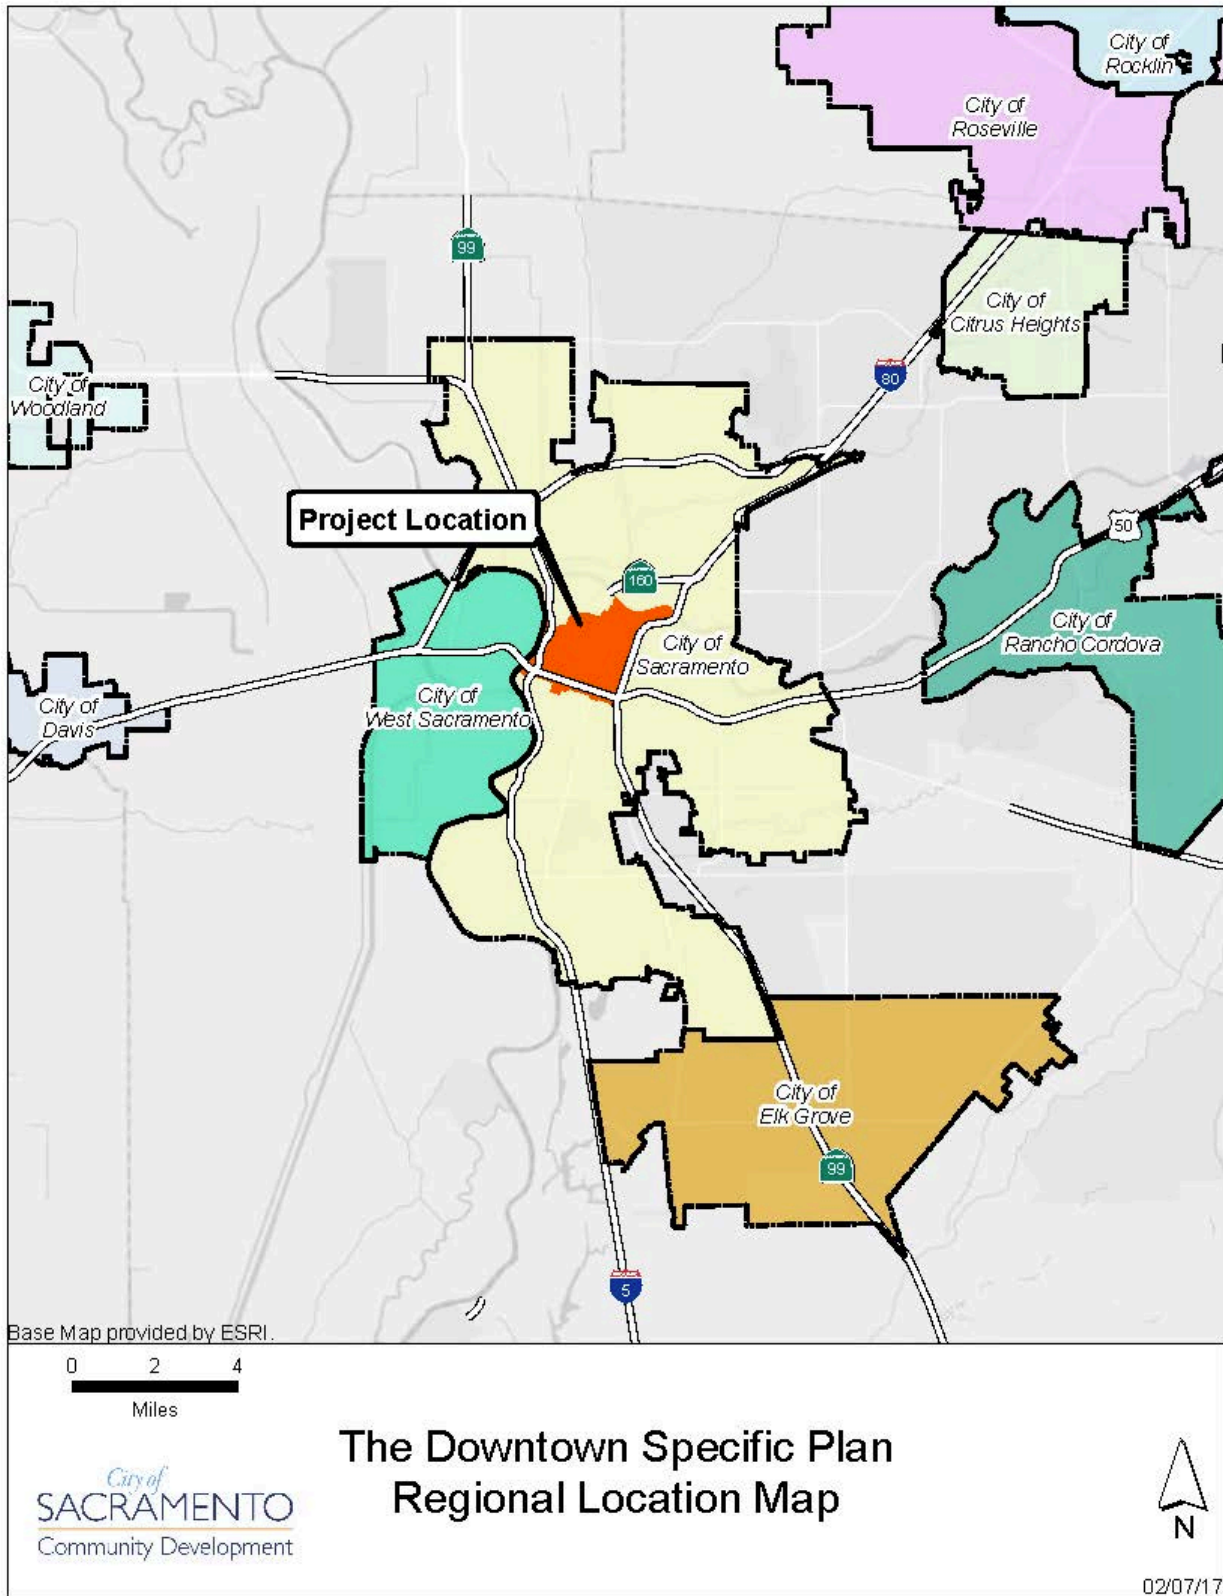 City of
Rocklin
City of
Roseville
99
City of
Citrus Heights
80
City of
Woodland
Project Location
50
160
City of
Sacramento
City of
Rancho Cordova
City of
West Sacramento
City of
Davis
City of
Elk Grove
99
5
Base Map provided by ESRI.
0 2 4
Miles
The Downtown Specific Plan
Regional Location Map
City of
SACRAMENTO
Community Development
N
02/07/17